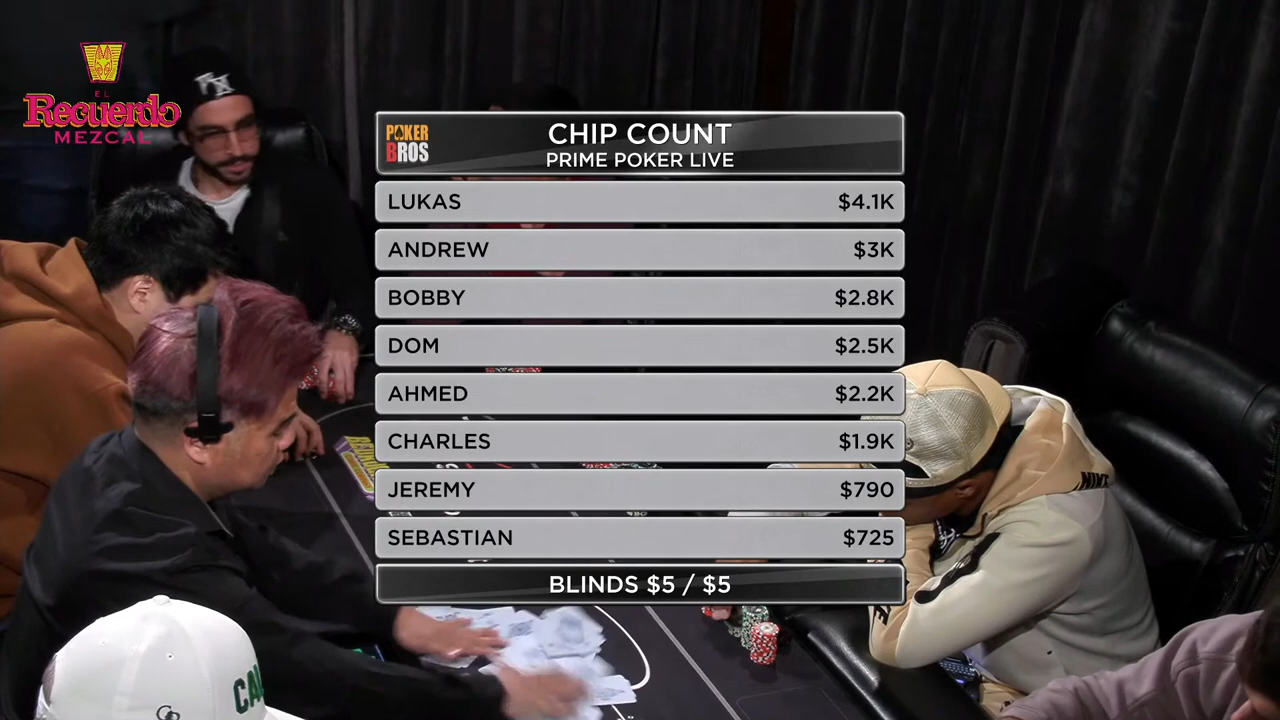 EL
Recuerdo
MEZCAL
POKER
BROS
CHIP COUNT
PRIME POKER LIVE
LUKAS $4.1K
ANDREW $3K
BOBBY $2.8K
DOM $2.5K
AHMED $2.2K
CHARLES $1.9K
JEREMY $790
SEBASTIAN $725
BLINDS $5 / $5
NIKE